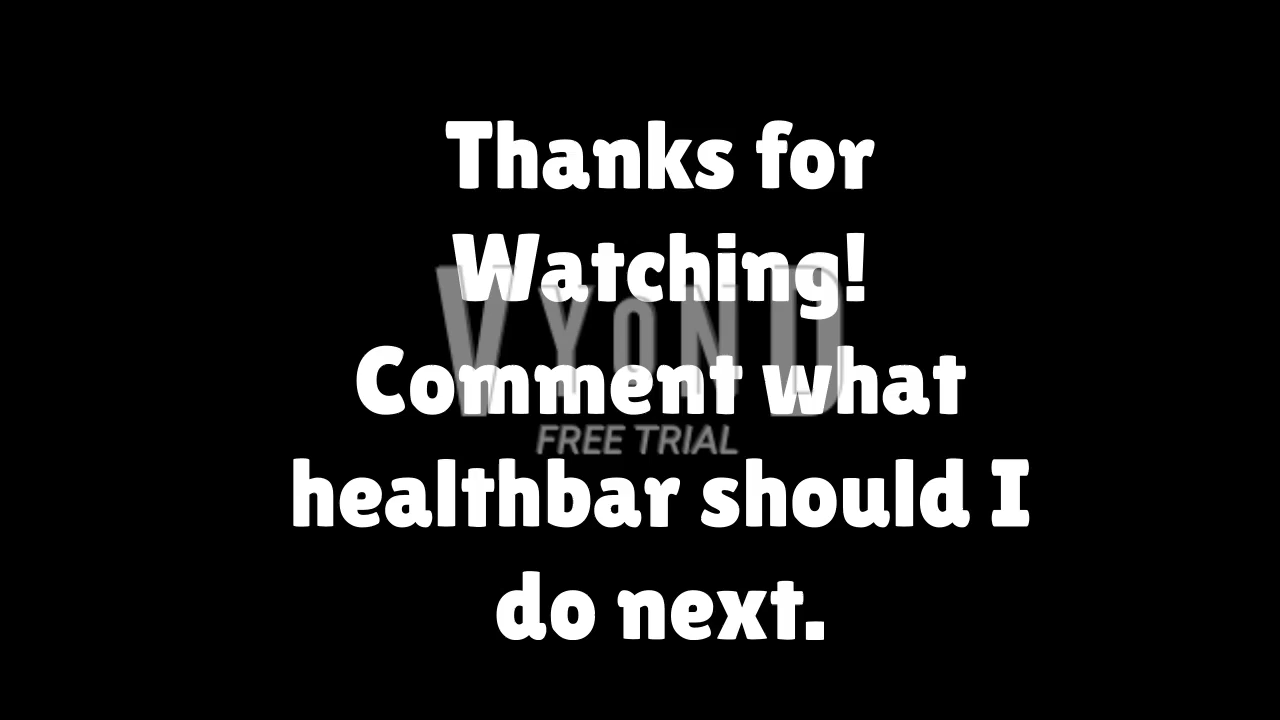 Thanks for
Watching!
VYOND
Comment what
FREE TRIAL
healthbar should I
do next.